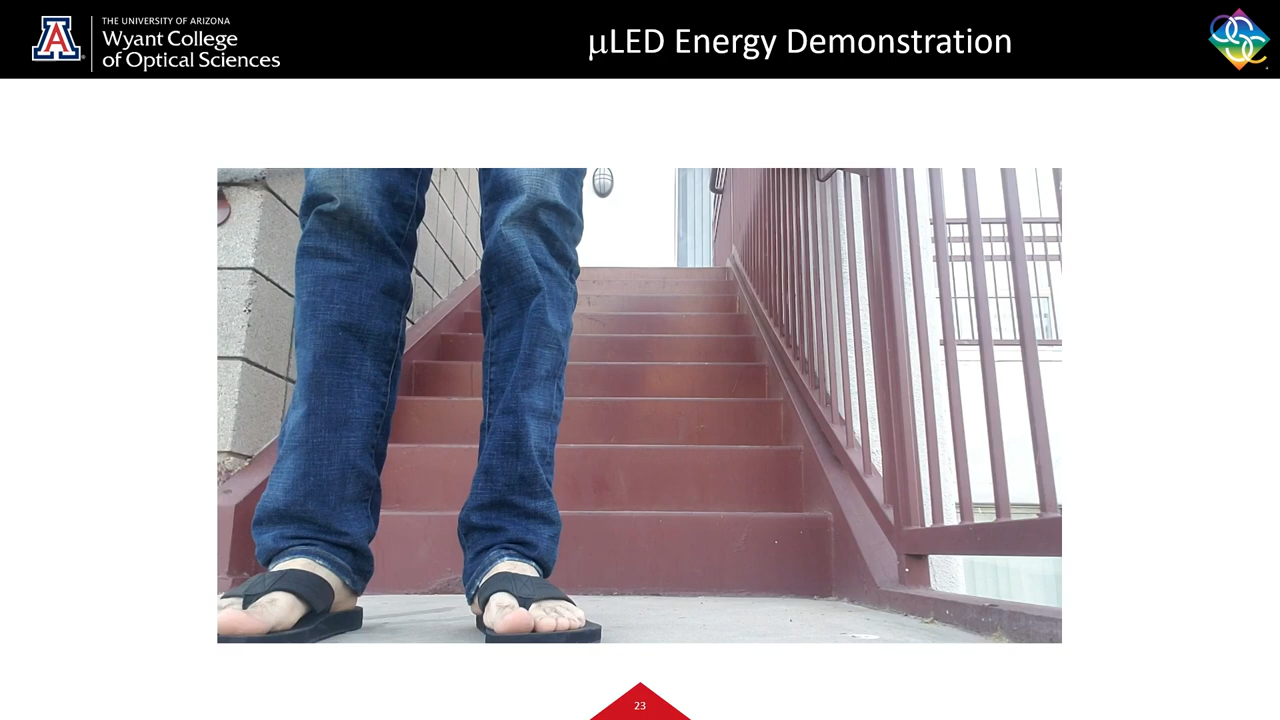 THE UNIVERSITY OF ARIZONA
Wyant College
of Optical Sciences
μLED Energy Demonstration
23